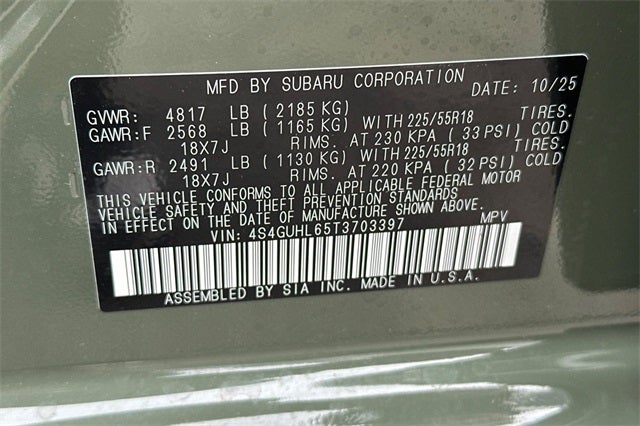 MFD BY SUBARU CORPORATION DATE: 10/25
GVWR: 4817 LB (2185 KG)
GAWR:F 2568 LB (1165 KG) WITH 225/55R18 TIRES.
18X7J RIMS. AT 230 KPA (33 PSI) COLD
GAWR:R 2491 LB (1130 KG) WITH 225/55R18 TIRES.
18X7J RIMS. AT 220 KPA (32 PSI) COLD
THIS VEHICLE CONFORMS TO ALL APPLICABLE FEDERAL MOTOR
VEHICLE SAFETY AND THEFT PREVENTION STANDARDS
IN EFFECT ON THE DATE OF MANUFACTURE SHOWN ABOVE.
VIN: 4S4GUHL65T3703397 MPV
ASSEMBLED BY SIA INC. MADE IN U.S.A.